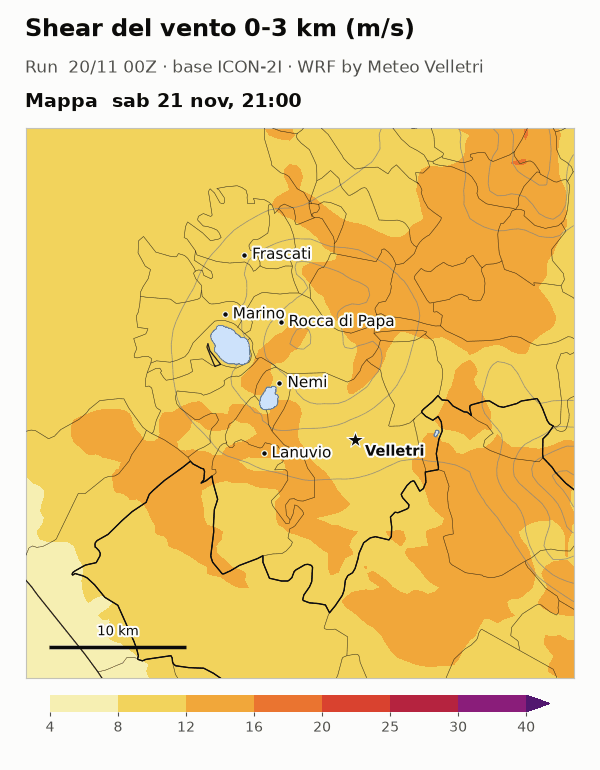 Shear del vento 0-3 km (m/s)
Run  20/11 00Z · base ICON-2I · WRF by Meteo Velletri
Mappa  sab 21 nov, 21:00
Frascati
Marino
Rocca di Papa
Nemi
Velletri
Lanuvio
10 km
4 8 12 16 20 25 30 40